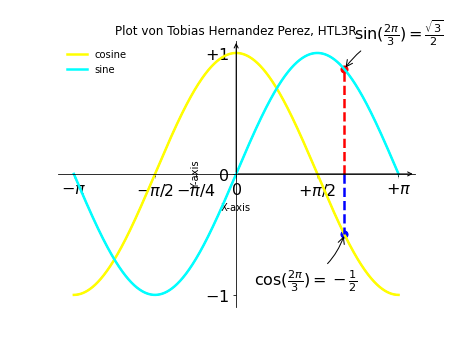 Plot von Tobias Hernandez Perez, HTL3R
sin(2π/3) = √3/2
cosine
sine
+1
Y-axis
0
−π −π/2 −π/4 0 +π/2 +π
X-axis
cos(2π/3) = −1/2
−1